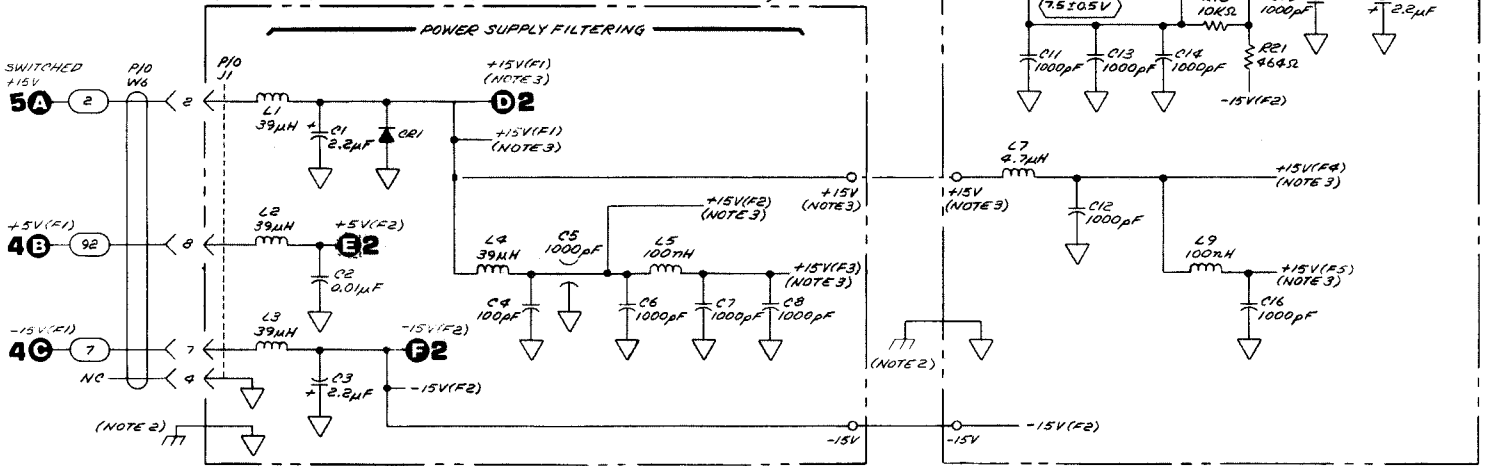 POWER SUPPLY FILTERING
SWITCHED
+15V
5A
2
P/O
W6
P/O
J1
2
L1
39µH
+
C1
2.2µF
CR1
+15V(F1)
(NOTE 3)
D2
+15V(F1)
(NOTE 3)
+15V
(NOTE 3)
+5V(F1)
4B
92
8
L2
39µH
+5V(F2)
E2
C2
0.01µF
L4
39µH
C4
100pF
C5
1000pF
+15V(F2)
(NOTE 3)
L5
100nH
C6
1000pF
C7
1000pF
C8
1000pF
+15V(F3)
(NOTE 3)
-15V(F1)
4C
7
7
L3
39µH
-15V(F2)
F2
C3
+ 2.2µF
-15V(F2)
NC
4
(NOTE 2)
-15V
7.5±0.5V
10KΩ
1000pF
+ 2.2µF
C11
1000pF
C13
1000pF
C14
1000pF
R21
464Ω
-15V(F2)
+15V
(NOTE 3)
L7
4.7µH
C12
1000pF
+15V(F4)
(NOTE 3)
L9
100nH
+15V(F5)
(NOTE 3)
C16
1000pF
(NOTE 2)
-15V
-15V(F2)